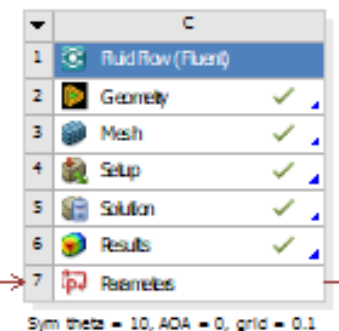 C
1 Fluid Flow (Fluent)
2 Geometry
3 Mesh
4 Setup
5 Solution
6 Results
7 Parameters
Sym theta = 10, AOA = 0, grid = 0.1